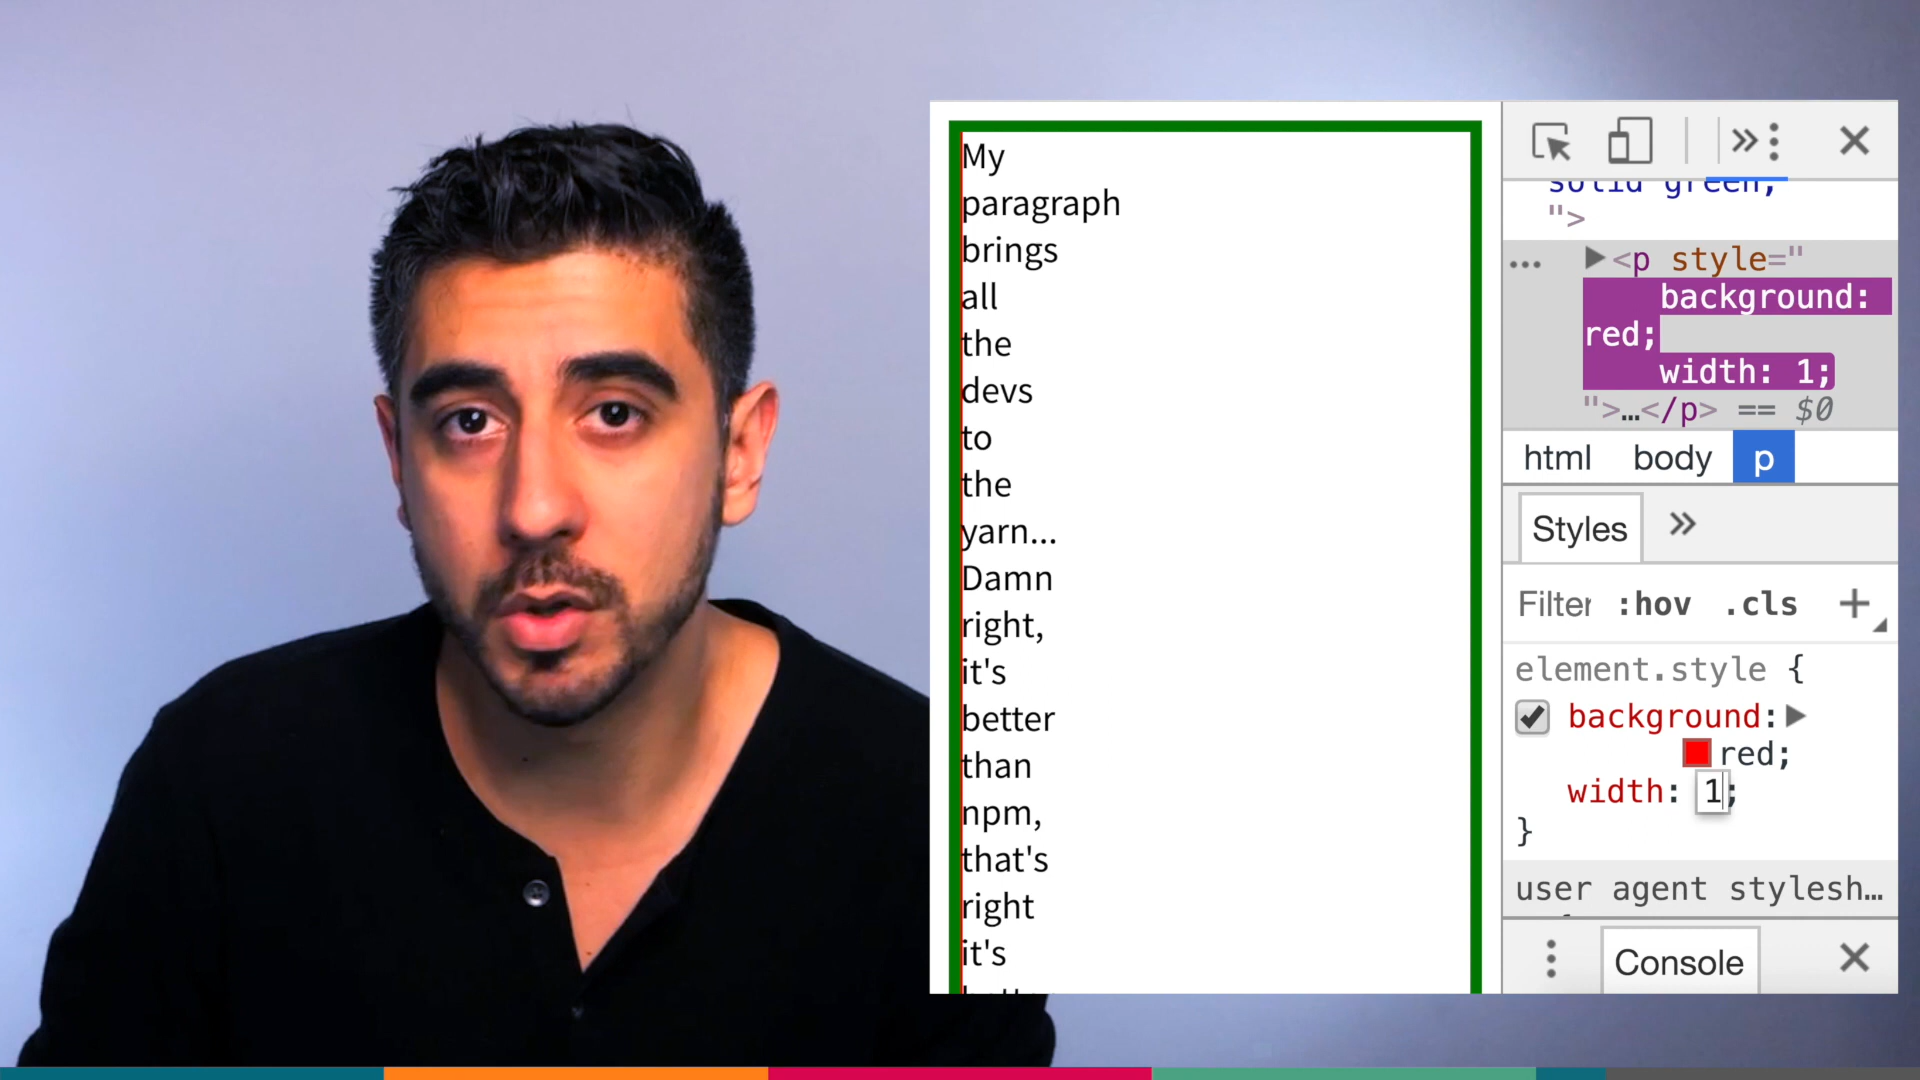 My
paragraph
brings
all
the
devs
to
the
yarn...
Damn
right,
it's
better
than
npm,
that's
right
it's
solid green;
">
<p style="
background:
red;
width: 1;
">…</p> == $0
html body p
Styles
Filter :hov .cls
element.style {
background:
red;
width: 1;
}
user agent stylesh…
Console